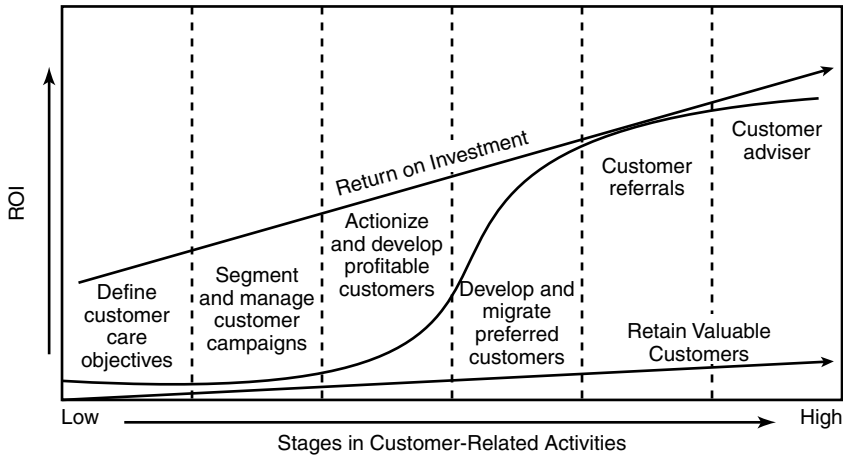 ROI
Return on Investment
Define
customer
care
objectives
Segment
and manage
customer
campaigns
Actionize
and develop
profitable
customers
Develop and
migrate
preferred
customers
Customer
referrals
Customer
adviser
Retain Valuable
Customers
Low
High
Stages in Customer-Related Activities